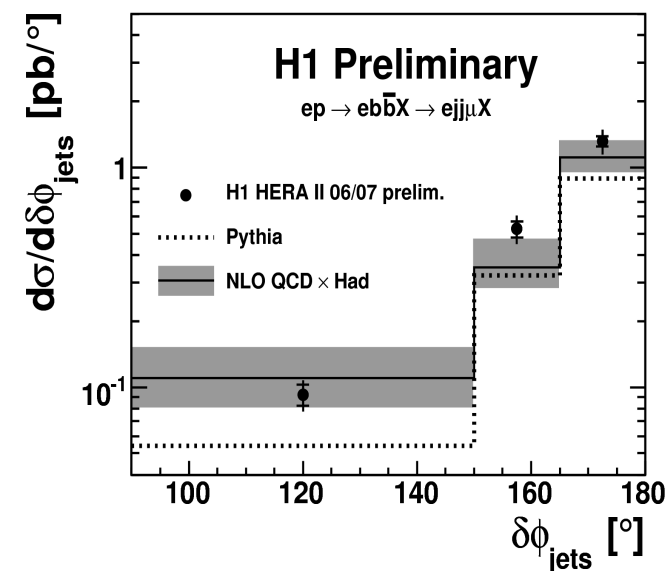 H1 Preliminary
ep → ebb̄X → ejjμX
dσ/dδϕjets [pb/°]
1
10-1
H1 HERA II 06/07 prelim.
Pythia
NLO QCD × Had
100 120 140 160 180
δϕjets [°]